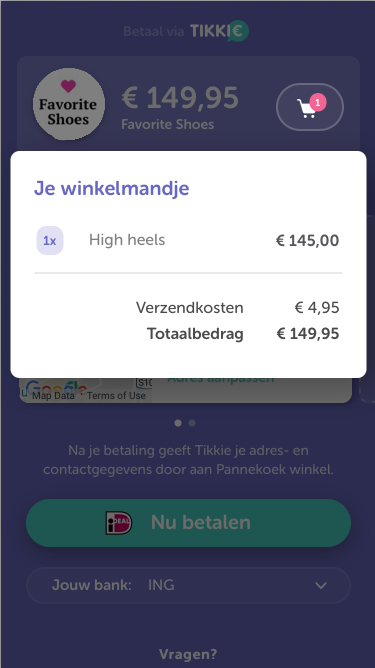 Betaal via TIKKIE
Favorite
Shoes
€ 149,95
Favorite Shoes
1
Je winkelmandje
1x High heels € 145,00
Verzendkosten € 4,95
Totaalbedrag € 149,95
Google
Adres aanpassen
Map Data Terms of Use
Na je betaling geeft Tikkie je adres- en
contactgegevens door aan Pannekoek winkel.
iDEAL Nu betalen
Jouw bank: ING
Vragen?